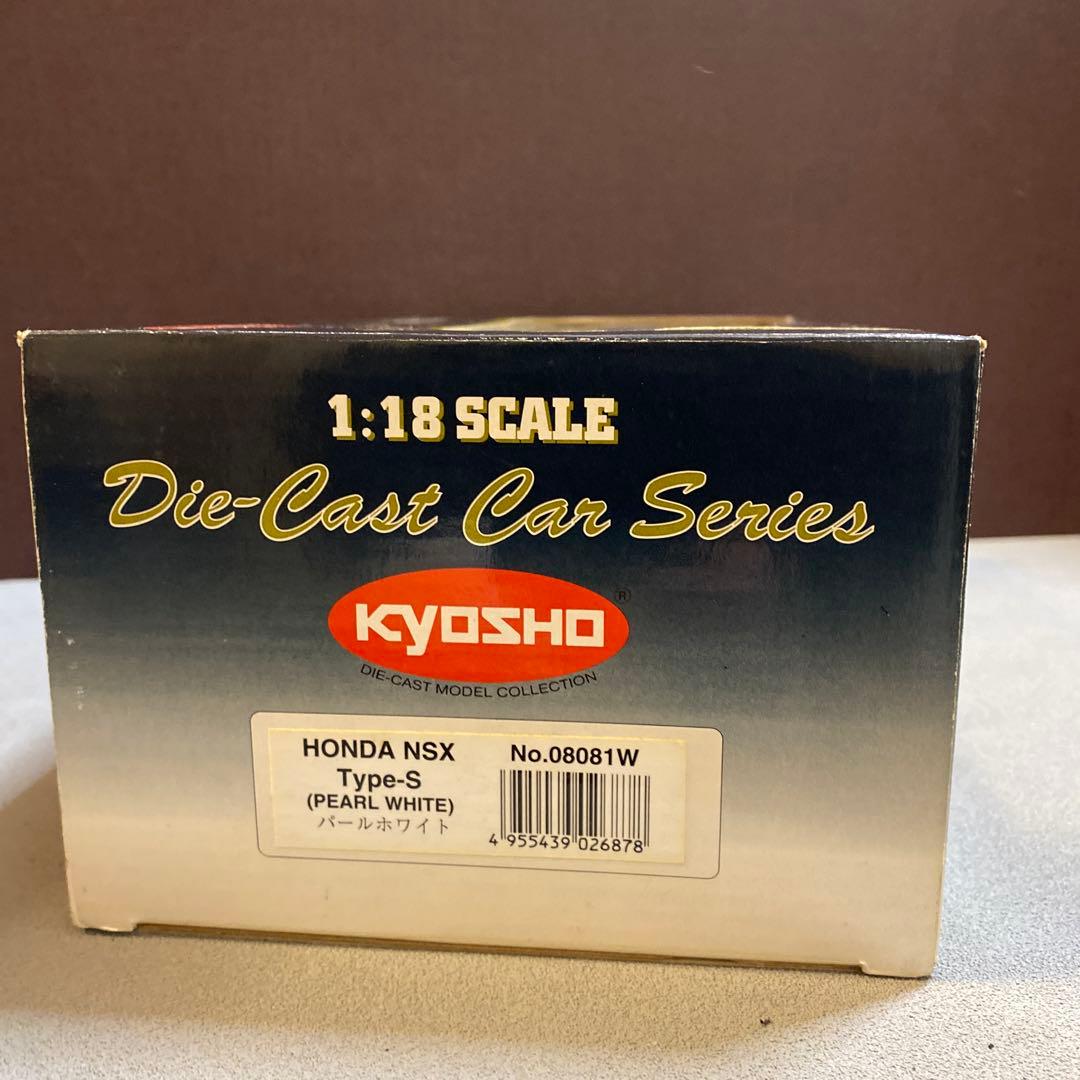 1:18 SCALE
Die-Cast Car Series
KYOSHO ®
DIE-CAST MODEL COLLECTION
HONDA NSX
Type-S
(PEARL WHITE)
パールホワイト
No.08081W
4 955439 026878